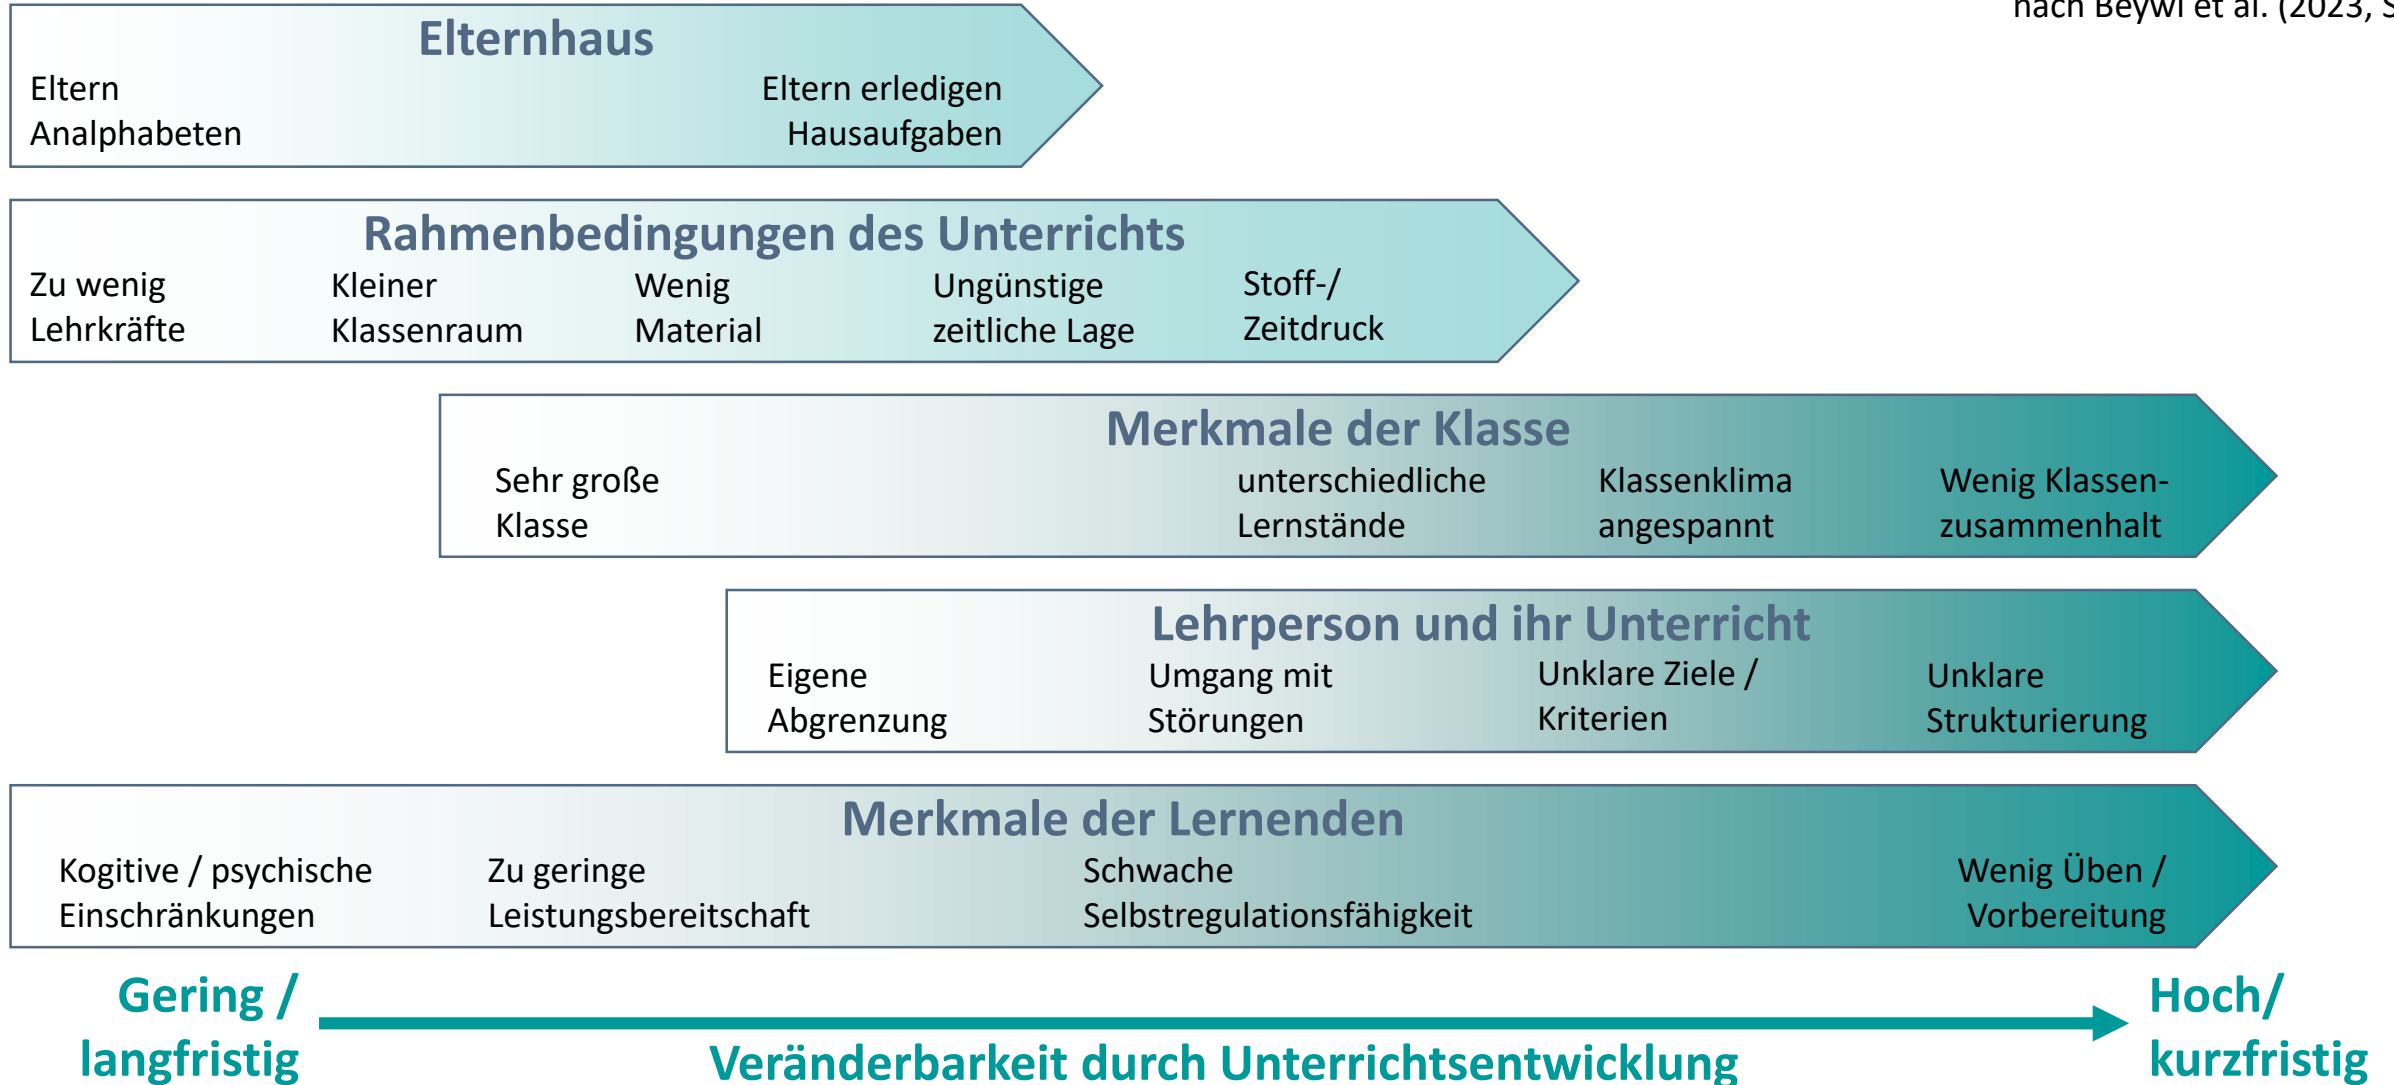 nach Beywl et al. (2023, S
Elternhaus
Eltern
Analphabeten
Eltern erledigen
Hausaufgaben
Rahmenbedingungen des Unterrichts
Zu wenig
Lehrkräfte
Kleiner
Klassenraum
Wenig
Material
Ungünstige
zeitliche Lage
Stoff-/
Zeitdruck
Merkmale der Klasse
Sehr große
Klasse
unterschiedliche
Lernstände
Klassenklima
angespannt
Wenig Klassen-
zusammenhalt
Lehrperson und ihr Unterricht
Eigene
Abgrenzung
Umgang mit
Störungen
Unklare Ziele /
Kriterien
Unklare
Strukturierung
Merkmale der Lernenden
Kogitive / psychische
Einschränkungen
Zu geringe
Leistungsbereitschaft
Schwache
Selbstregulationsfähigkeit
Wenig Üben /
Vorbereitung
Gering /
langfristig
Veränderbarkeit durch Unterrichtsentwicklung
Hoch/
kurzfristig